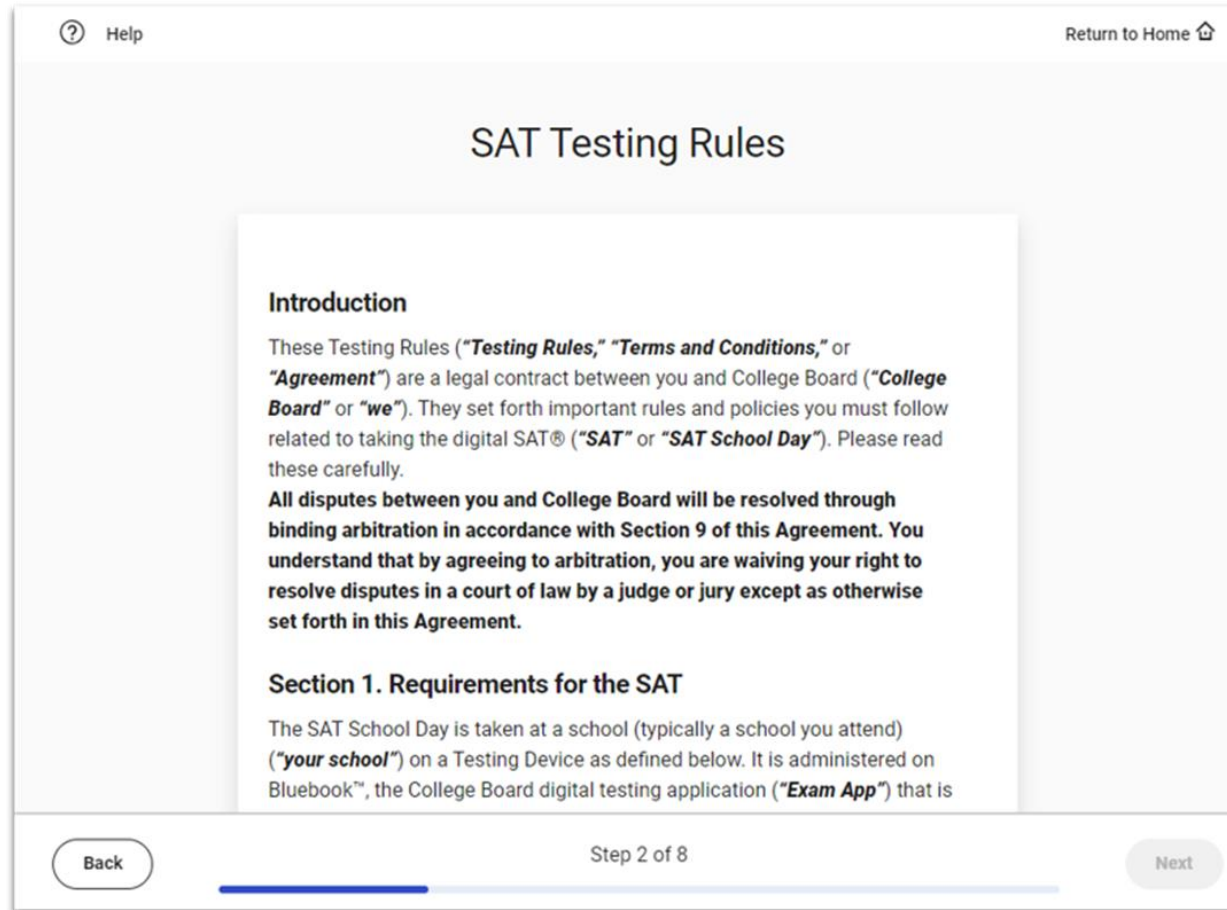 Help
Return to Home
SAT Testing Rules
Introduction
These Testing Rules (“Testing Rules,” “Terms and Conditions,” or
“Agreement”) are a legal contract between you and College Board (“College
Board” or “we”). They set forth important rules and policies you must follow
related to taking the digital SAT® (“SAT” or “SAT School Day”). Please read
these carefully.
All disputes between you and College Board will be resolved through
binding arbitration in accordance with Section 9 of this Agreement. You
understand that by agreeing to arbitration, you are waiving your right to
resolve disputes in a court of law by a judge or jury except as otherwise
set forth in this Agreement.
Section 1. Requirements for the SAT
The SAT School Day is taken at a school (typically a school you attend)
(“your school”) on a Testing Device as defined below. It is administered on
Bluebook™, the College Board digital testing application (“Exam App”) that is
Back
Step 2 of 8
Next